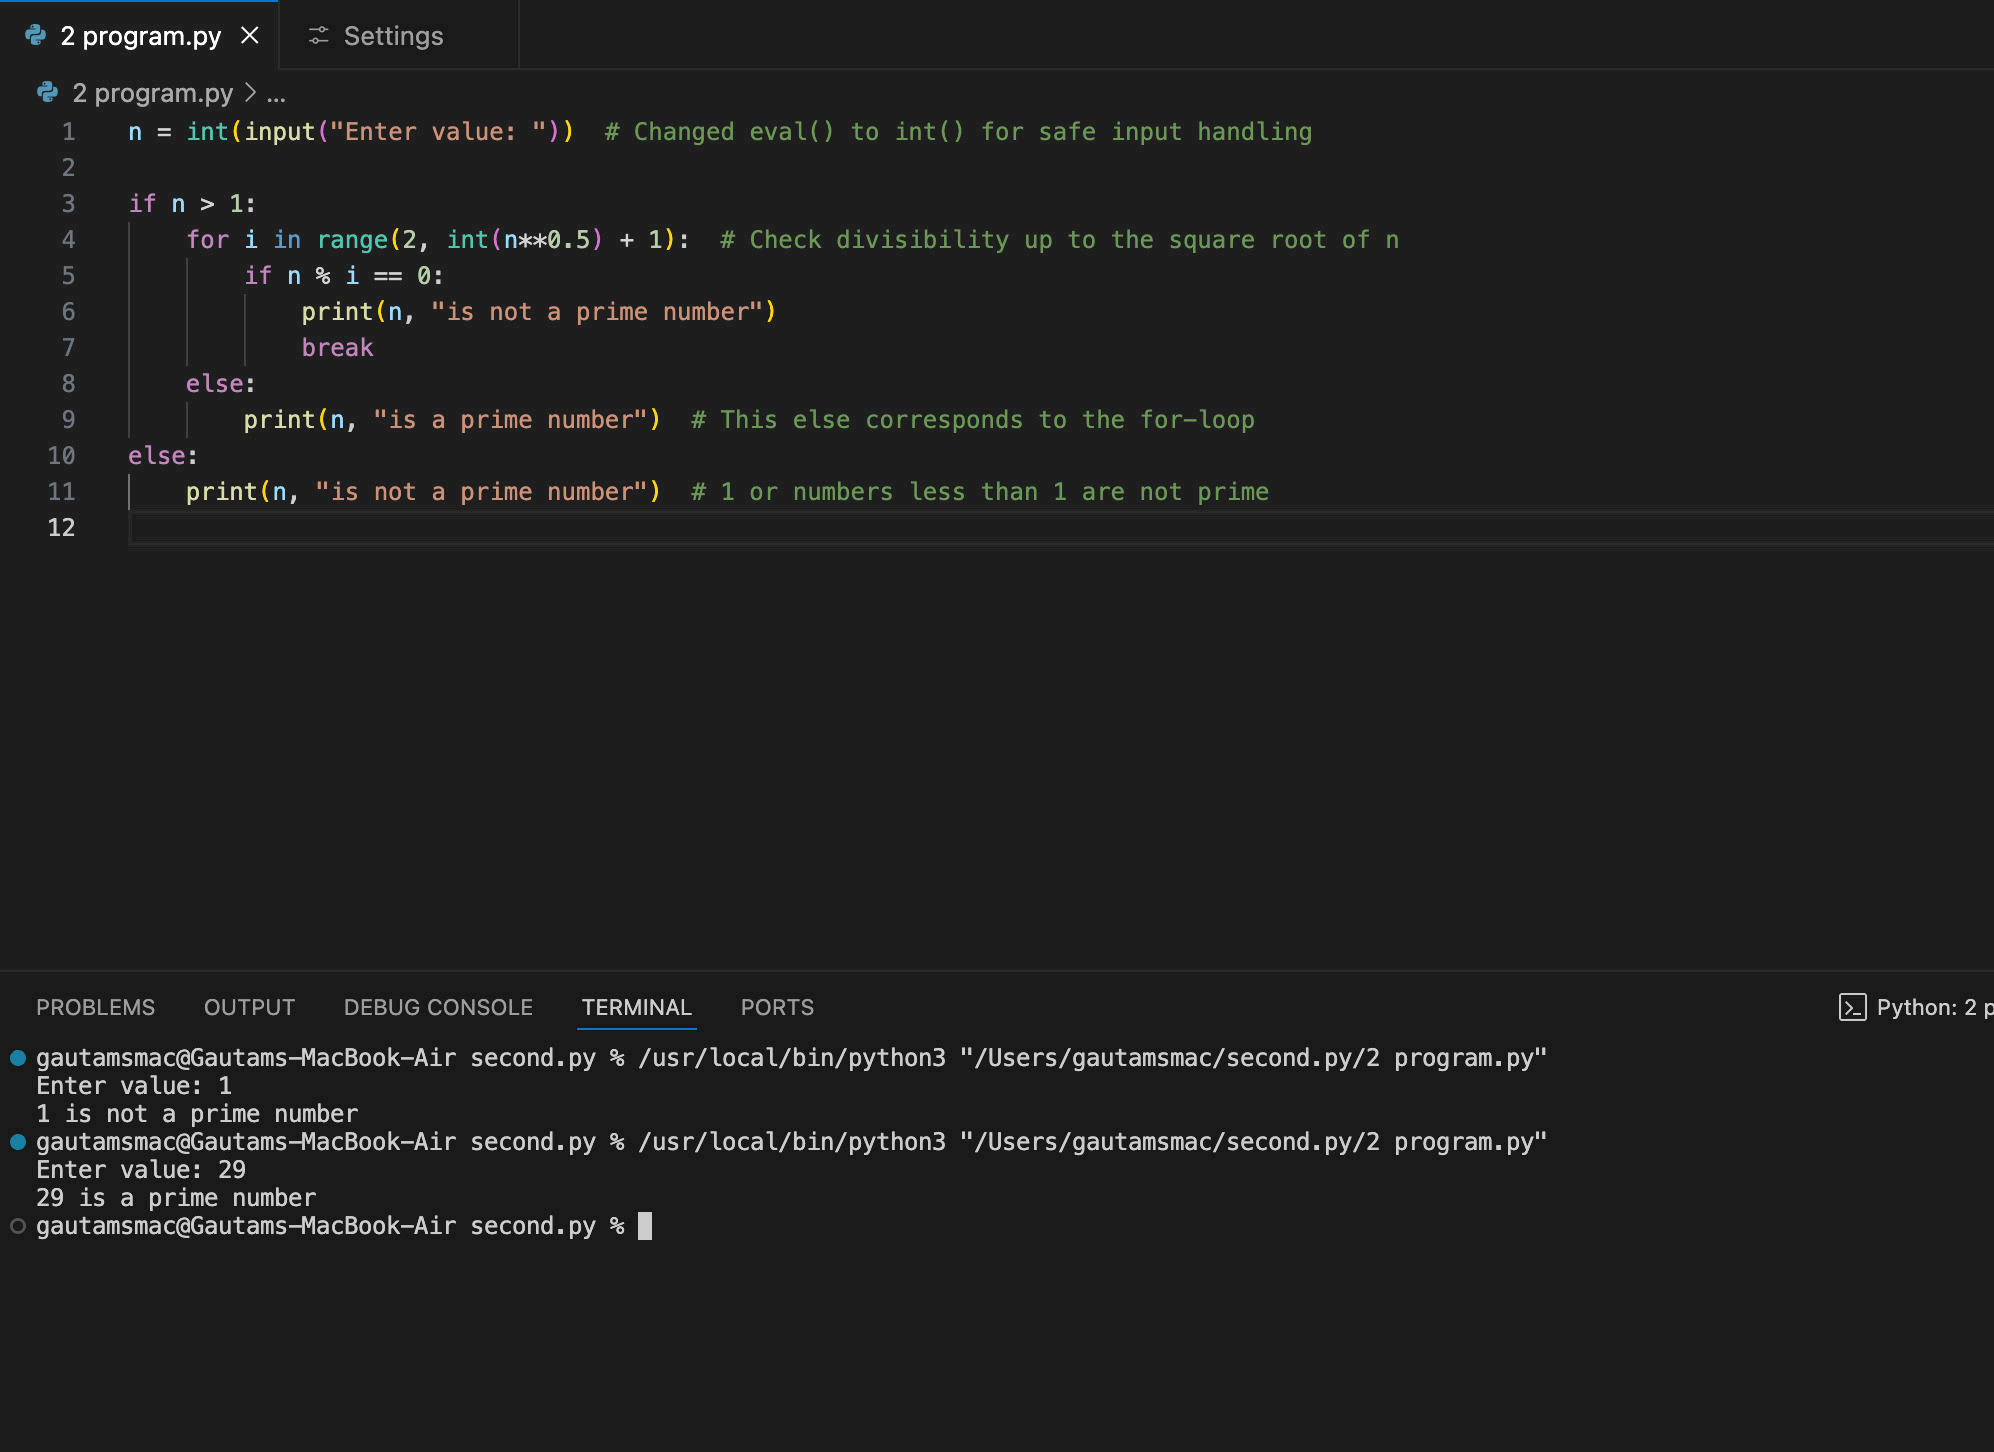 2 program.py
Settings
2 program.py > ...
1 n = int(input("Enter value: "))  # Changed eval() to int() for safe input handling
2
3 if n > 1:
4     for i in range(2, int(n**0.5) + 1):  # Check divisibility up to the square root of n
5         if n % i == 0:
6             print(n, "is not a prime number")
7             break
8     else:
9         print(n, "is a prime number")  # This else corresponds to the for-loop
10 else:
11     print(n, "is not a prime number")  # 1 or numbers less than 1 are not prime
12
PROBLEMS OUTPUT DEBUG CONSOLE TERMINAL PORTS Python: 2 p
gautamsmac@Gautams-MacBook-Air second.py % /usr/local/bin/python3 "/Users/gautamsmac/second.py/2 program.py"
Enter value: 1
1 is not a prime number
gautamsmac@Gautams-MacBook-Air second.py % /usr/local/bin/python3 "/Users/gautamsmac/second.py/2 program.py"
Enter value: 29
29 is a prime number
gautamsmac@Gautams-MacBook-Air second.py %